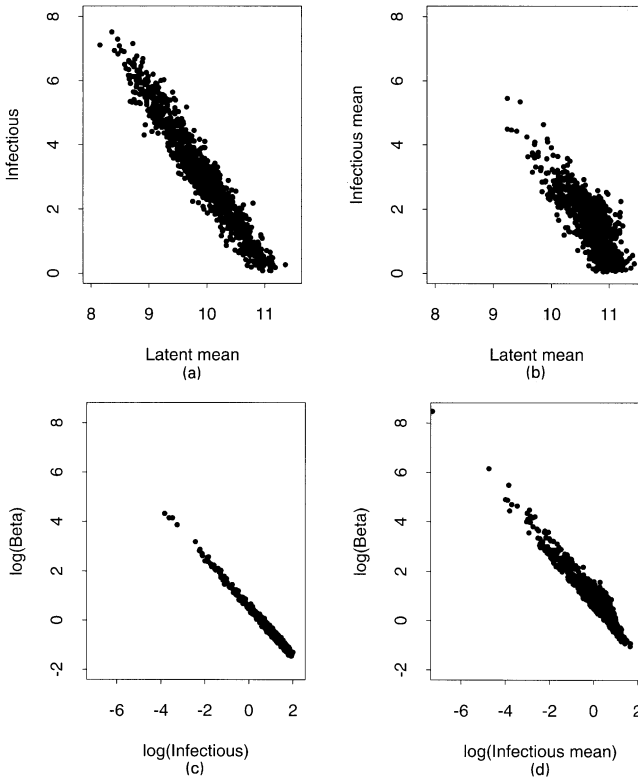 8
6
4
2
0
Infectious
8 9 10 11
Latent mean
(a)
8
6
4
2
0
Infectious mean
8 9 10 11
Latent mean
(b)
8
6
4
2
0
-2
log(Beta)
-6 -4 -2 0 2
log(Infectious)
(c)
8
6
4
2
0
-2
log(Beta)
-6 -4 -2 0 2
log(Infectious mean)
(d)